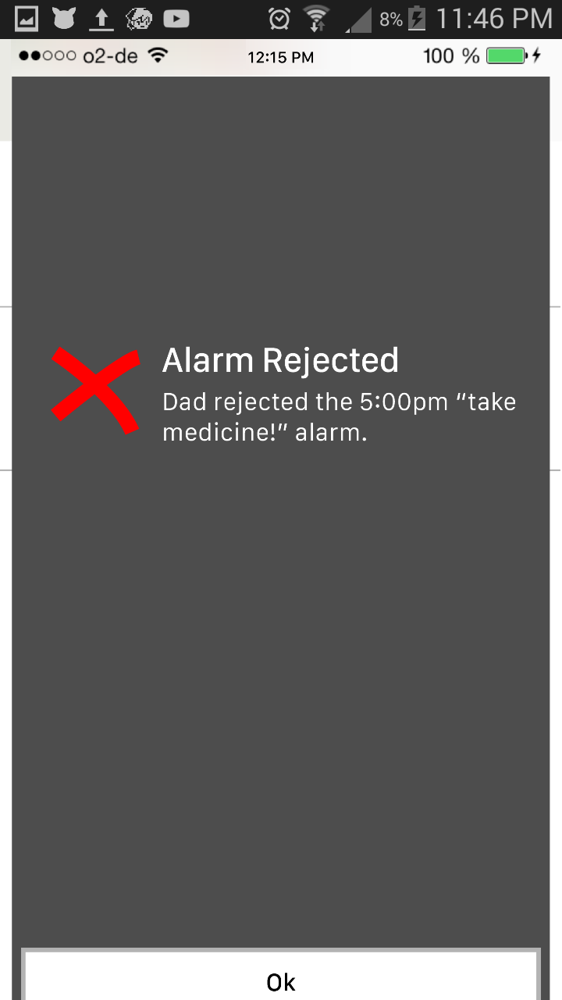 8% 11:46 PM
o2-de 12:15 PM 100 %
Alarm Rejected
Dad rejected the 5:00pm “take
medicine!” alarm.
Ok